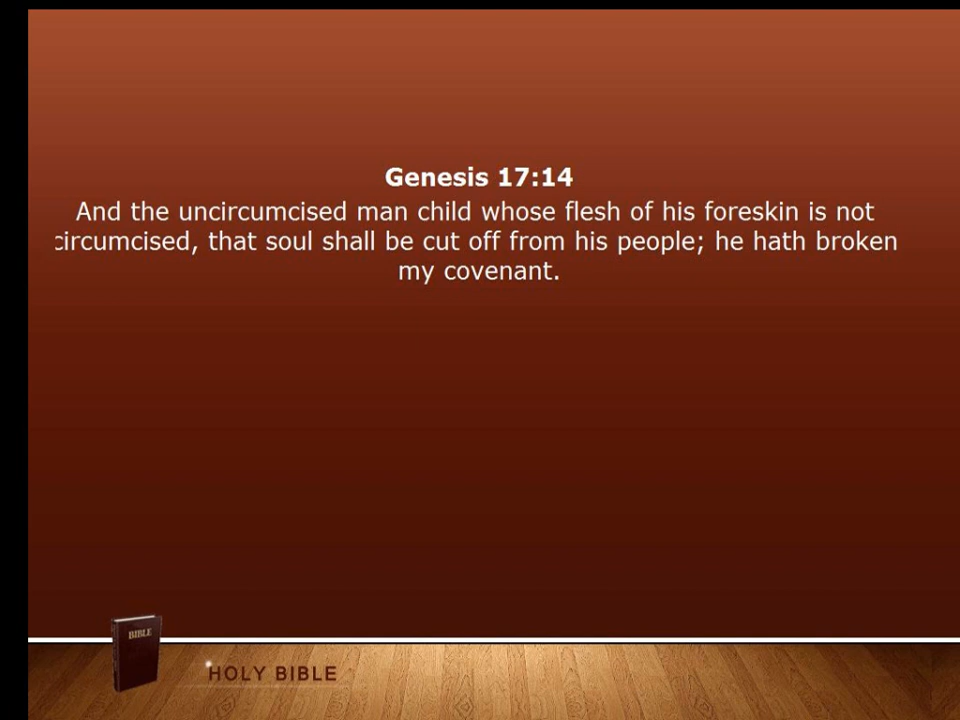 Genesis 17:14
And the uncircumcised man child whose flesh of his foreskin is not
circumcised, that soul shall be cut off from his people; he hath broken
my covenant.
BIBLE
HOLY BIBLE